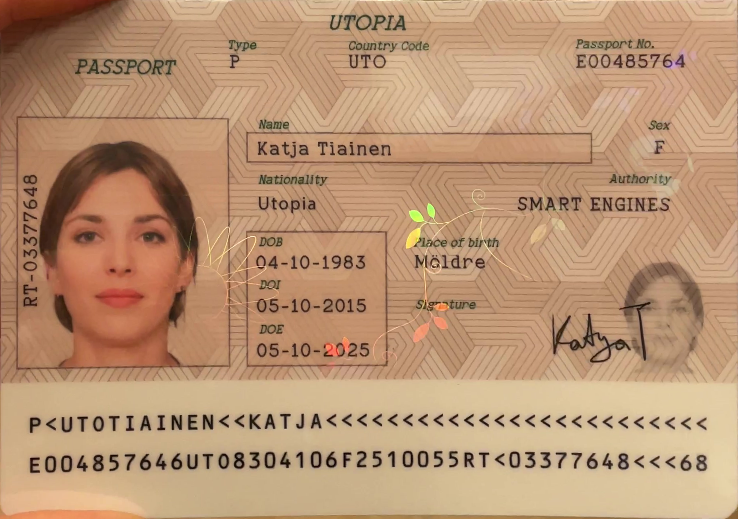 UTOPIA
PASSPORT
Type
P
Country Code
UTO
Passport No.
E00485764
Name
Katja Tiainen
Sex
F
Nationality
Utopia
Authority
SMART ENGINES
RT-03377648
DOB
04-10-1983
Place of birth
Möldre
DOI
05-10-2015
Signature
DOE
05-10-2025
KatyaT
P<UTOTIAINEN<<KATJA<<<<<<<<<<<<<<<<<<<<<<<<<
E004857646UTO8304106F2510055RT<03377648<<<68